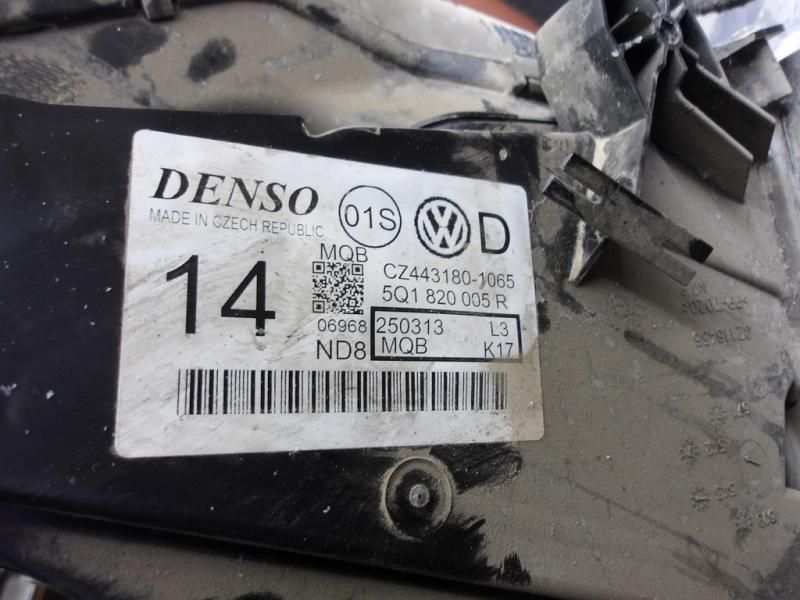 DENSO
MADE IN CZECH REPUBLIC
01S
VW
D
14
MQB
06968
ND8
CZ443180-1065
5Q1 820 005 R
250313 L3
MQB K17